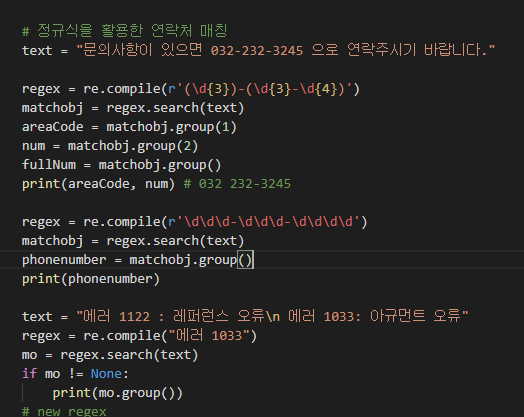 # 정규식을 활용한 연락처 매칭
text = "문의사항이 있으면 032-232-3245 으로 연락주시기 바랍니다."
regex = re.compile(r'(\d{3})-(\d{3}-\d{4})')
matchobj = regex.search(text)
areaCode = matchobj.group(1)
num = matchobj.group(2)
fullNum = matchobj.group()
print(areaCode, num) # 032 232-3245
regex = re.compile(r'\d\d\d-\d\d\d-\d\d\d\d')
matchobj = regex.search(text)
phonenumber = matchobj.group()
print(phonenumber)
text = "에러 1122 : 레퍼런스 오류\n 에러 1033: 아규먼트 오류"
regex = re.compile("에러 1033")
mo = regex.search(text)
if mo != None:
    print(mo.group())
# new regex